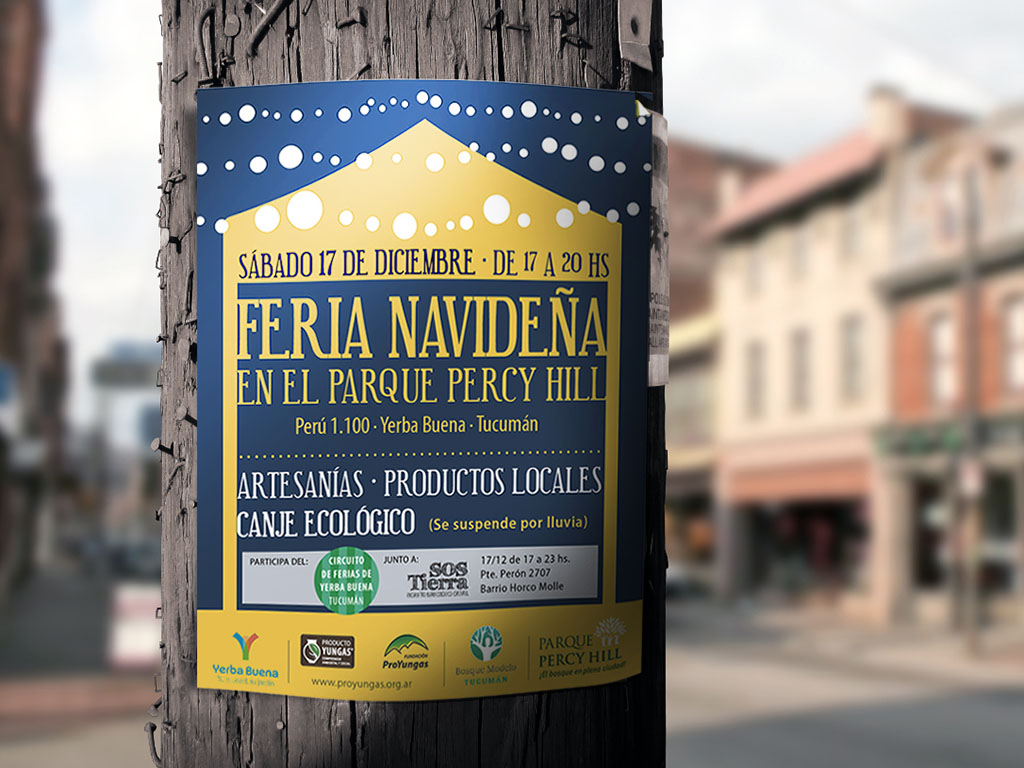 SÁBADO 17 DE DICIEMBRE · DE 17 A 20 HS
FERIA NAVIDEÑA
EN EL PARQUE PERCY HILL
Perú 1.100 · Yerba Buena · Tucumán
ARTESANÍAS · PRODUCTOS LOCALES
CANJE ECOLÓGICO (Se suspende por lluvia)
PARTICIPA DEL:
CIRCUITO
DE FERIAS DE
YERBA BUENA
TUCUMÁN
JUNTO A:
SOS
Tierra
17/12 de 17 a 23 hs.
Pte. Perón 2707
Barrio Horco Molle
Yerba Buena
PRODUCTO
YUNGAS
FUNDACIÓN
ProYungas
www.proyungas.org.ar
Bosque Modelo
TUCUMÁN
PARQUE
PERCY HILL
¡El bosque en plena ciudad!